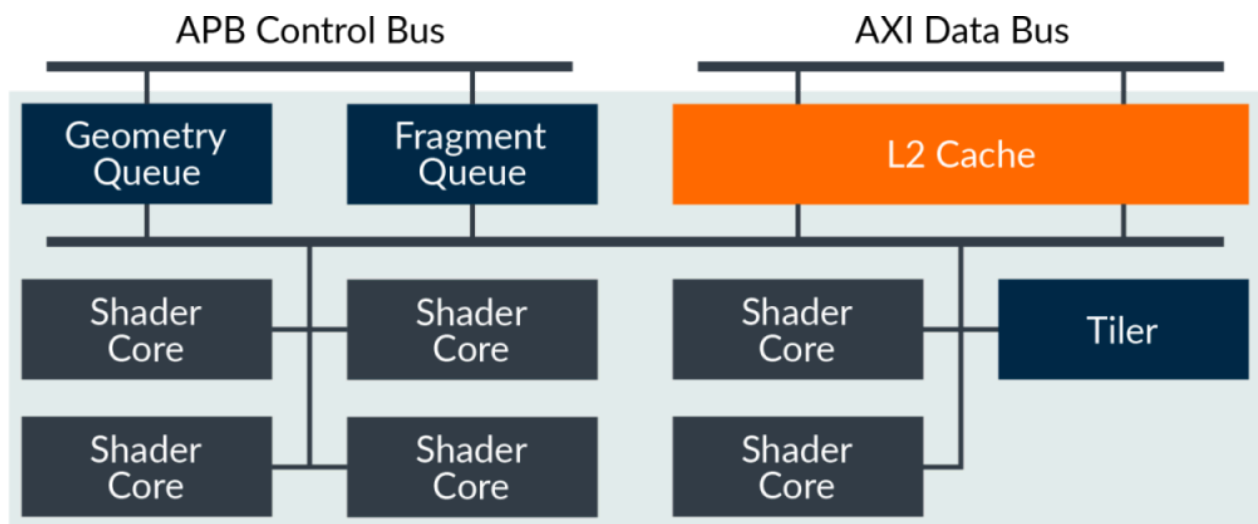 APB Control Bus
AXI Data Bus
Geometry
Queue
Fragment
Queue
L2 Cache
Shader
Core
Shader
Core
Shader
Core
Tiler
Shader
Core
Shader
Core
Shader
Core